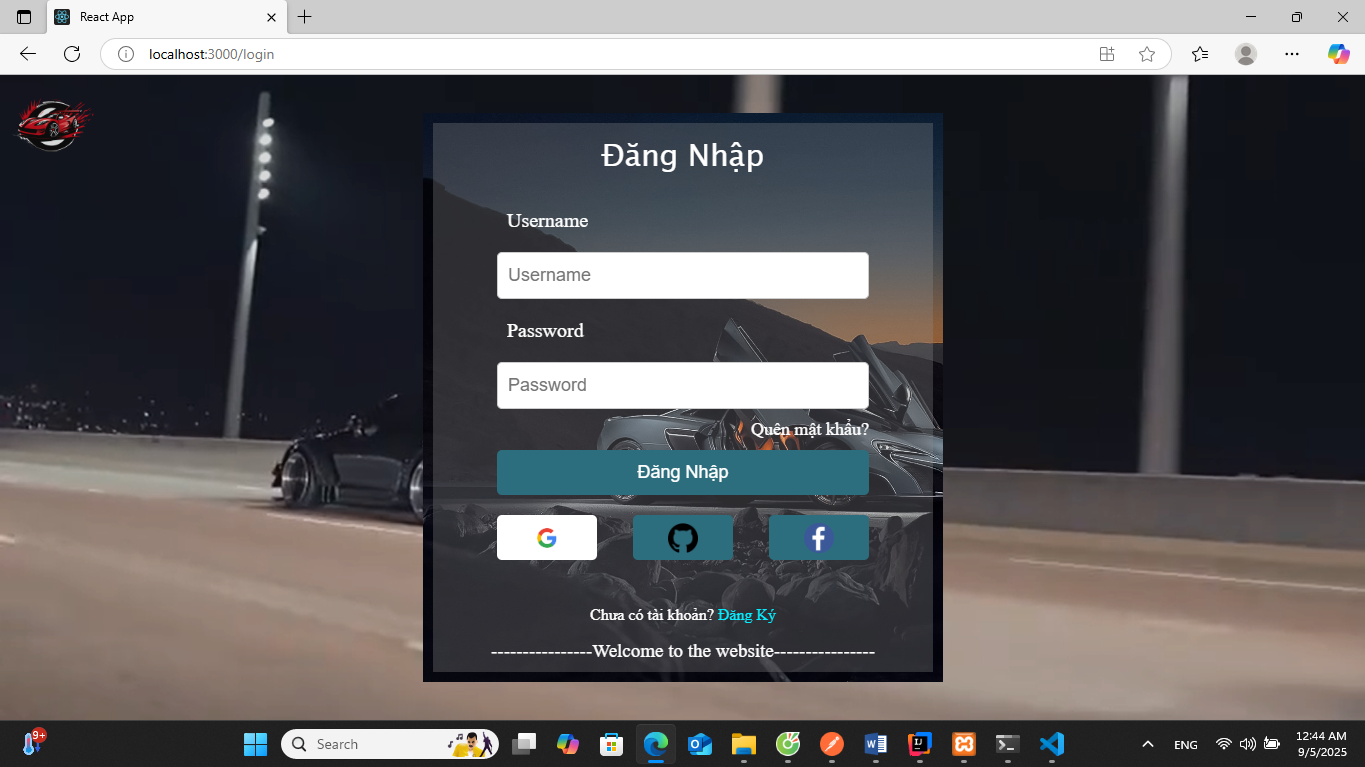 React App
localhost:3000/login
Đăng Nhập
Username
Username
Password
Password
Quên mật khẩu?
Đăng Nhập
Chưa có tài khoản? Đăng Ký
----------------Welcome to the website----------------
9+
Search
ENG
12:44 AM
9/5/2025